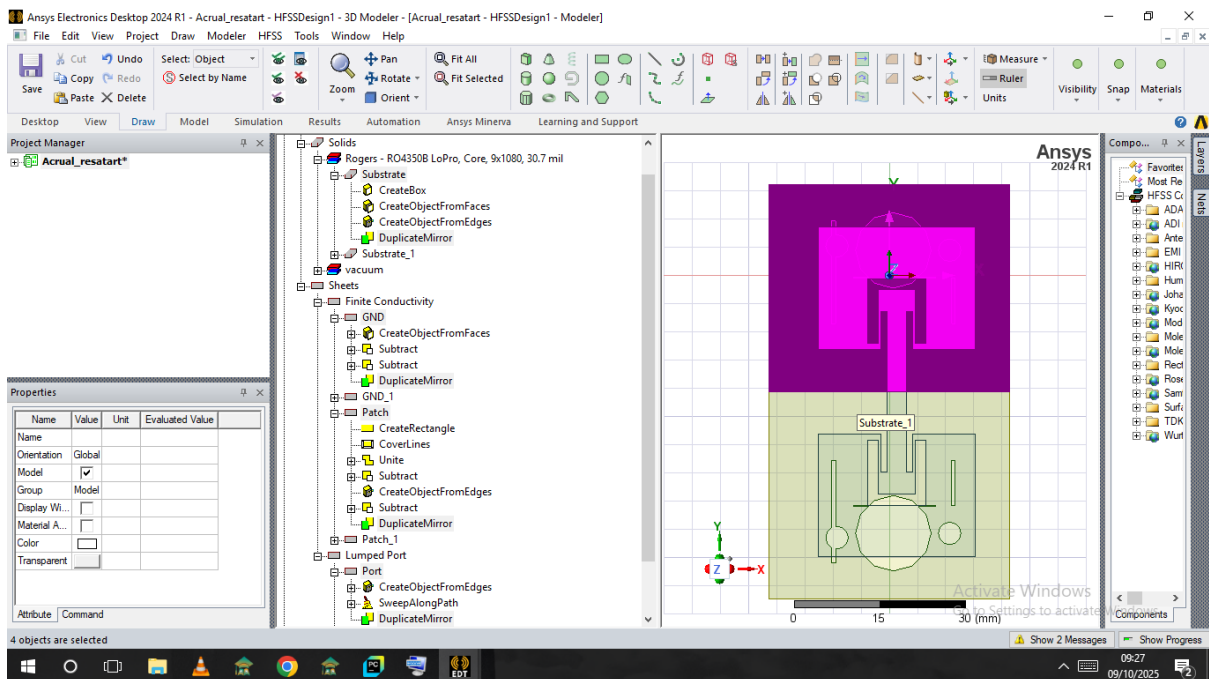 Ansys Electronics Desktop 2024 R1 - Acrual_resatart - HFSSDesign1 - 3D Modeler - [Acrual_resatart - HFSSDesign1 - Modeler]
File Edit View Project Draw Modeler HFSS Tools Window Help
Save
Cut
Copy
Paste
Undo
Redo
Delete
Select: Object
Select by Name
Zoom
Pan
Rotate
Orient
Fit All
Fit Selected
Measure
Ruler
Units
Visibility
Snap
Materials
Desktop View Draw Model Simulation Results Automation Ansys Minerva Learning and Support
Project Manager
Acrual_resatart*
Properties
Name Value Unit Evaluated Value
Name
Orientation Global
Model
Group Model
Display Wi...
Material A...
Color
Transparent
Attribute Command
Solids
Rogers - RO4350B LoPro, Core, 9x1080, 30.7 mil
Substrate
CreateBox
CreateObjectFromFaces
CreateObjectFromEdges
DuplicateMirror
Substrate_1
vacuum
Sheets
Finite Conductivity
GND
CreateObjectFromFaces
Subtract
Subtract
DuplicateMirror
GND_1
Patch
CreateRectangle
CoverLines
Unite
Subtract
CreateObjectFromEdges
Subtract
DuplicateMirror
Patch_1
Lumped Port
Port
CreateObjectFromEdges
SweepAlongPath
DuplicateMirror
Ansys
2024 R1
Y
Substrate_1
Y
Z
X
0 15 30 (mm)
Activate Windows
Go to Settings to activate Windows.
Compo...
Favorites
Most Re
HFSS Co
ADA
ADI
Ante
EMI
HIRO
Hum
Joha
Kyoc
Mod
Mole
Mole
Rect
Rose
Sam
Surfa
TDK
Wurt
Components
Layers
Nets
4 objects are selected
Show 2 Messages
Show Progress
PC
EDT
09:27
09/10/2025
2